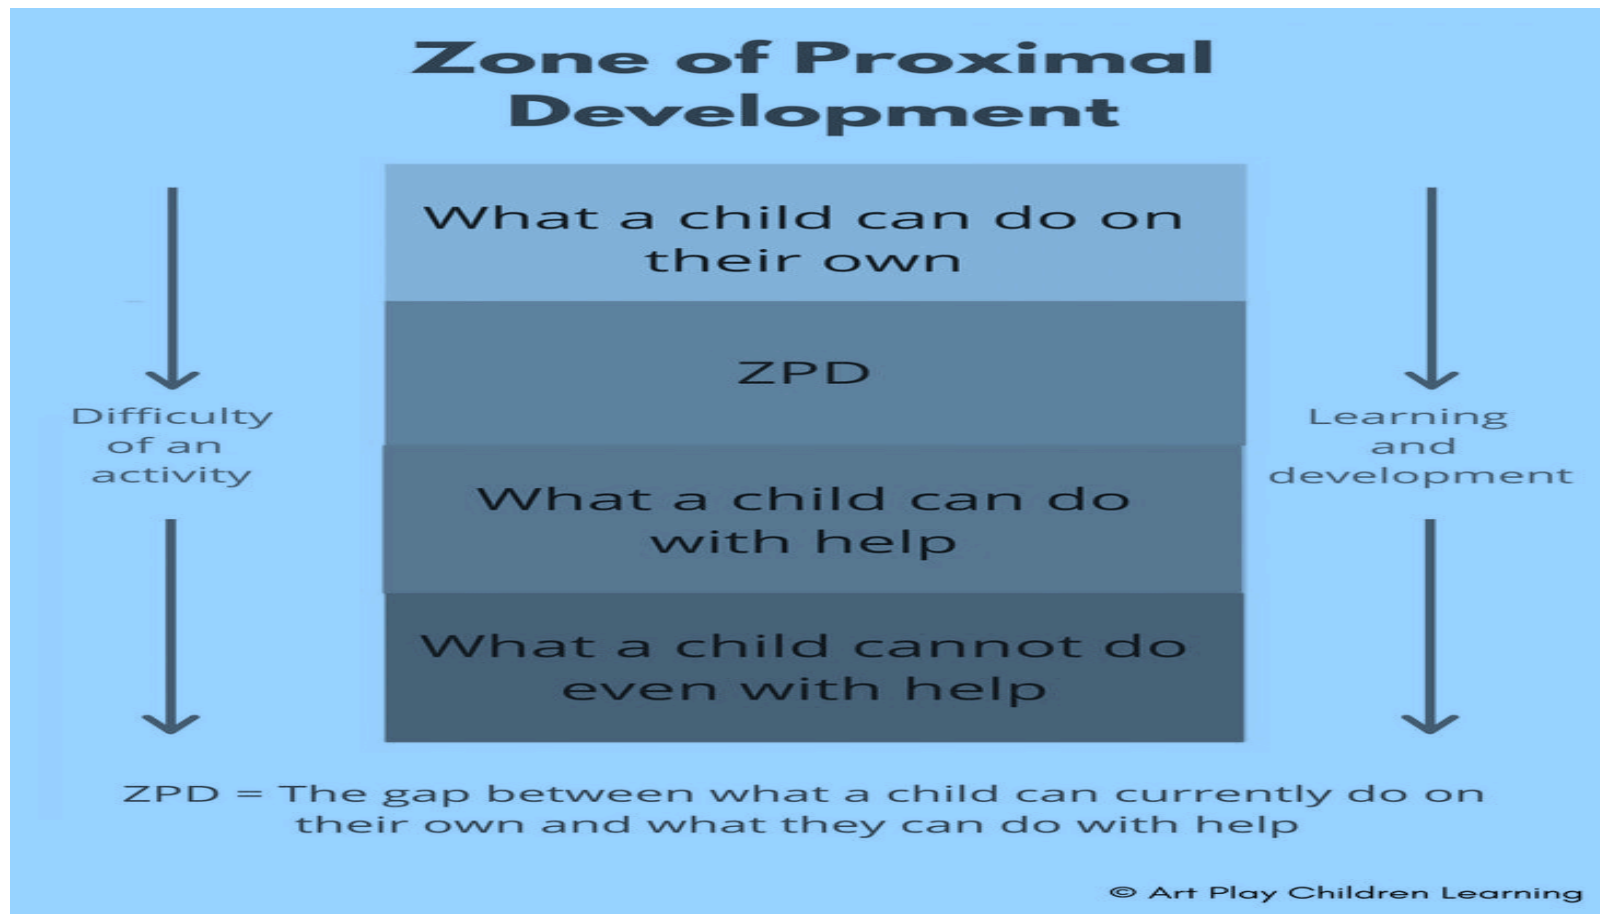 Zone of Proximal
Development
What a child can do on
their own
ZPD
What a child can do
with help
What a child cannot do
even with help
Difficulty
of an
activity
Learning
and
development
ZPD = The gap between what a child can currently do on
their own and what they can do with help
© Art Play Children Learning